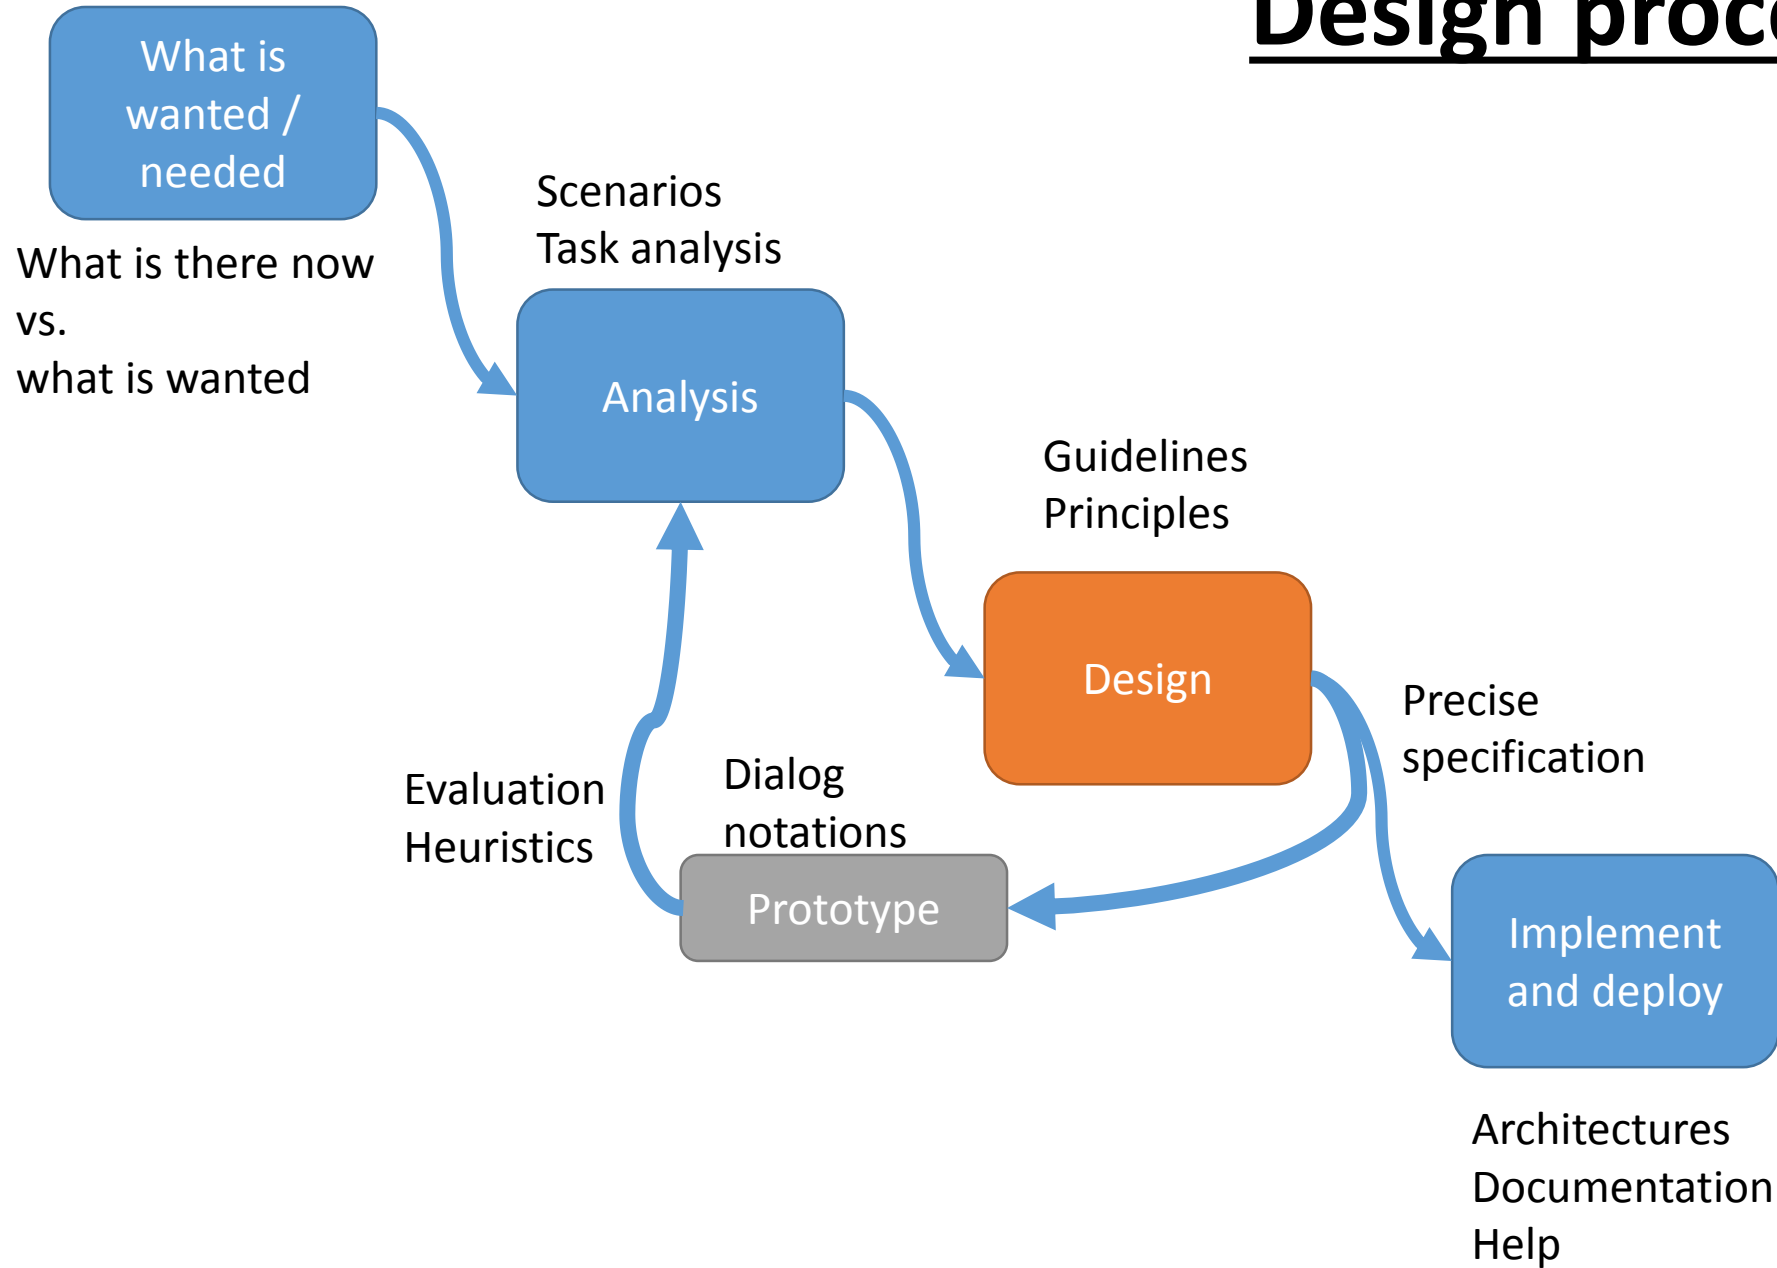 Design proc
What is
wanted /
needed
What is there now
vs.
what is wanted
Scenarios
Task analysis
Analysis
Guidelines
Principles
Design
Precise
specification
Evaluation
Heuristics
Dialog
notations
Prototype
Implement
and deploy
Architectures
Documentation
Help